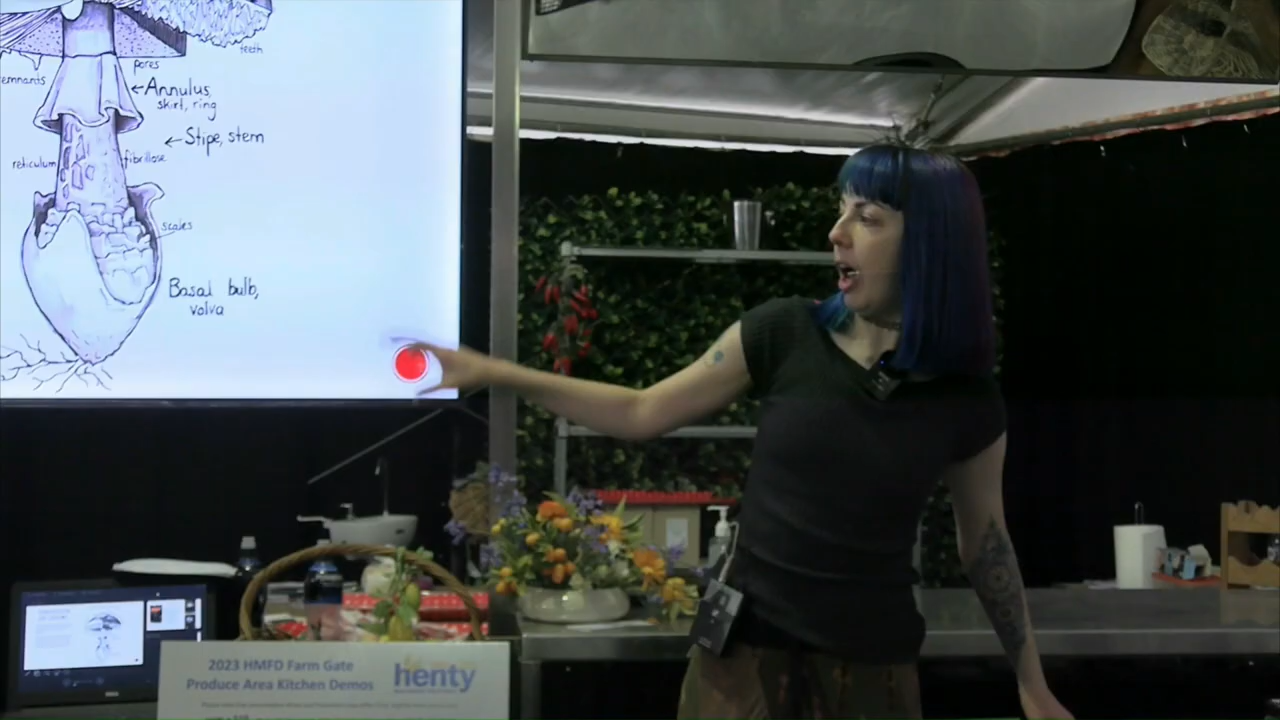 teeth
pores
Annulus,
skirt, ring
Stipe, stem
reticulum
fibrillose
scales
Basal bulb,
volva
2023 HMFD Farm Gate
Produce Area Kitchen Demos
henty
DELL